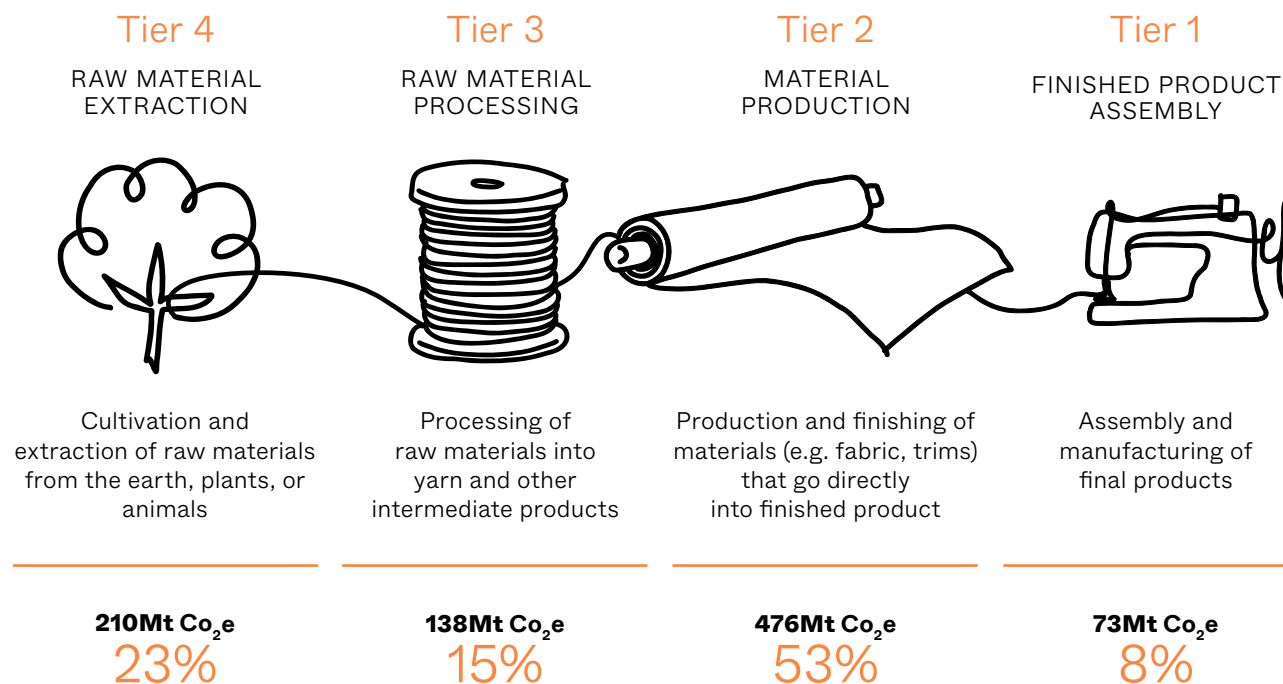 Tier 4
RAW MATERIAL
EXTRACTION
Cultivation and
extraction of raw materials
from the earth, plants, or
animals
210Mt Co₂e
23%
Tier 3
RAW MATERIAL
PROCESSING
Processing of
raw materials into
yarn and other
intermediate products
138Mt Co₂e
15%
Tier 2
MATERIAL
PRODUCTION
Production and finishing of
materials (e.g. fabric, trims)
that go directly
into finished product
476Mt Co₂e
53%
Tier 1
FINISHED PRODUCT
ASSEMBLY
Assembly and
manufacturing of
final products
73Mt Co₂e
8%